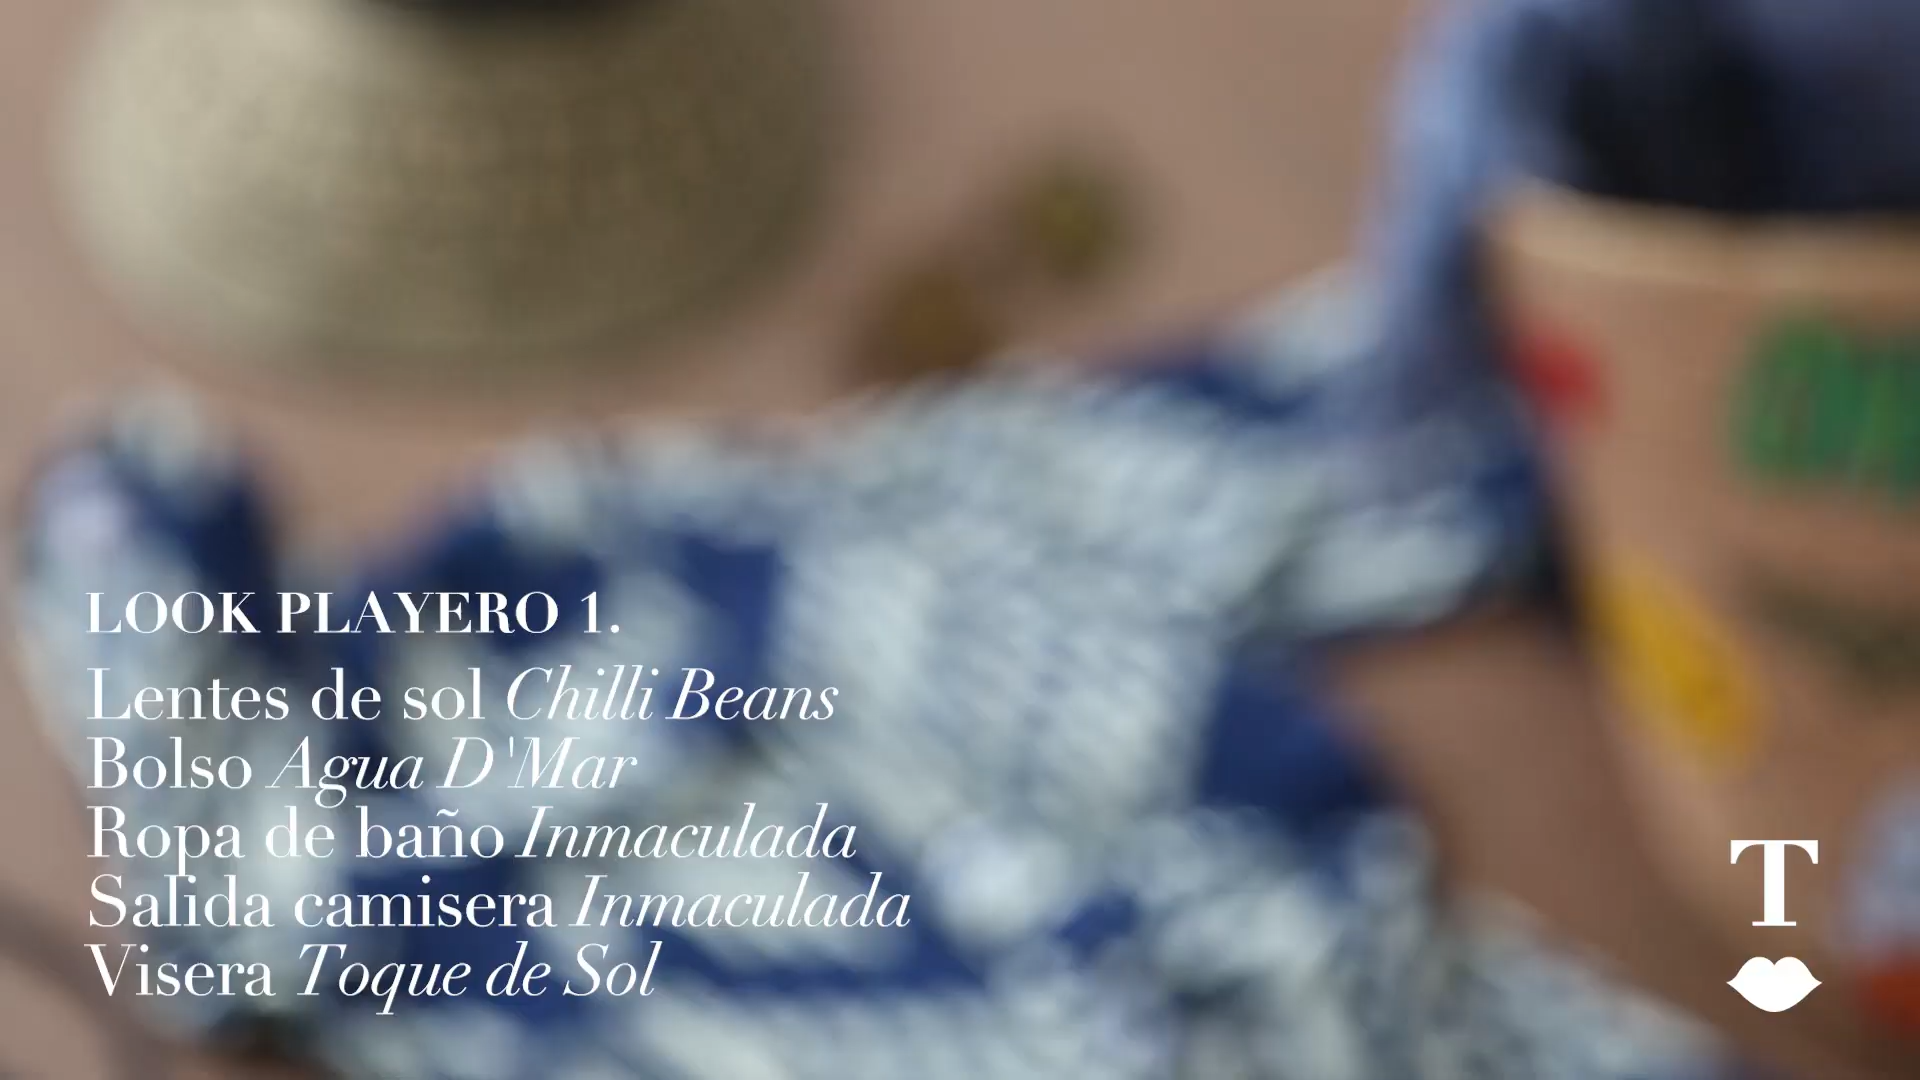 LOOK PLAYERO 1.
Lentes de sol Chilli Beans
Bolso Agua D'Mar
Ropa de baño Inmaculada
Salida camisera Inmaculada
Visera Toque de Sol
T